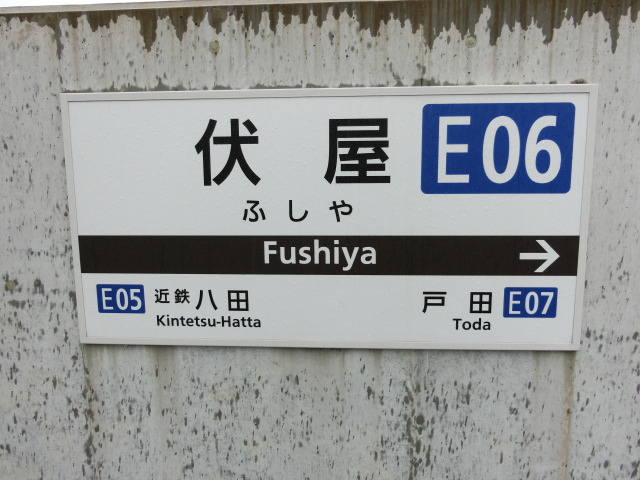 伏屋 E06
ふしや
Fushiya →
E05 近鉄八田 戸田 E07
Kintetsu-Hatta Toda